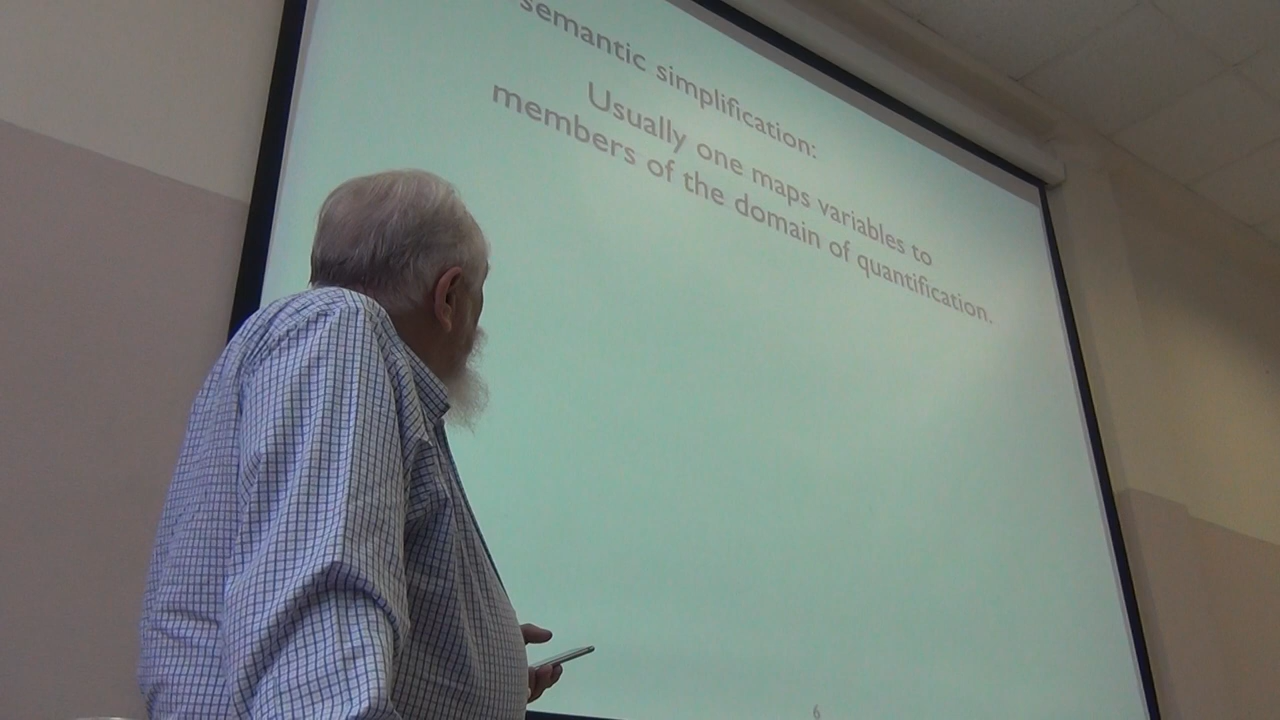 semantic simplification:
Usually one maps variables to
members of the domain of quantification.
6